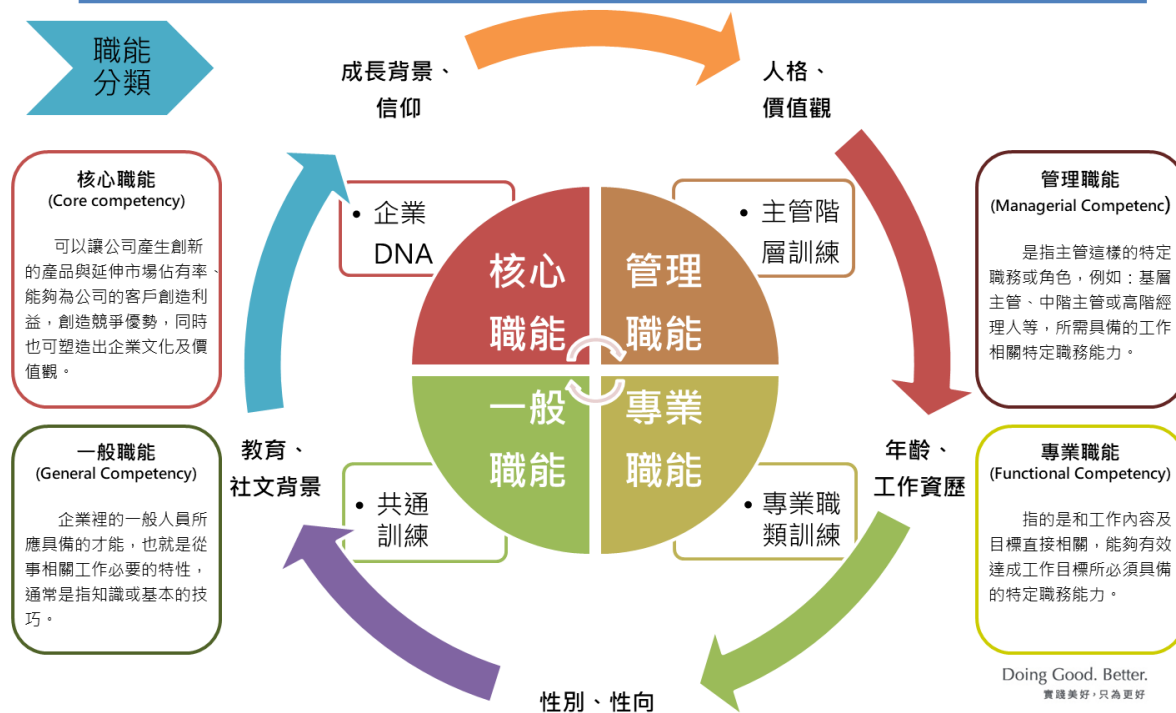 職能
分類
成長背景、
信仰
人格、
價值觀
核心職能
(Core competency)
可以讓公司產生創新
的產品與延伸市場佔有率、
能夠為公司的客戶創造利
益，創造競爭優勢，同時
也可塑造出企業文化及價
值觀。
• 企業
DNA
核心
職能
管理
職能
• 主管階
層訓練
管理職能
(Managerial Competenc)
是指主管這樣的特定
職務或角色，例如：基層
主管、中階主管或高階經
理人等，所需具備的工作
相關特定職務能力。
一般職能
(General Competency)
企業裡的一般人員所
應具備的才能，也就是從
事相關工作必要的特性，
通常是指知識或基本的技
巧。
教育、
社文背景
• 共通
訓練
一般
職能
專業
職能
• 專業職
類訓練
年齡、
工作資歷
專業職能
(Functional Competency)
指的是和工作內容及
目標直接相關，能夠有效
達成工作目標所必須具備
的特定職務能力。
性別、性向
Doing Good. Better.
實踐美好，只為更好